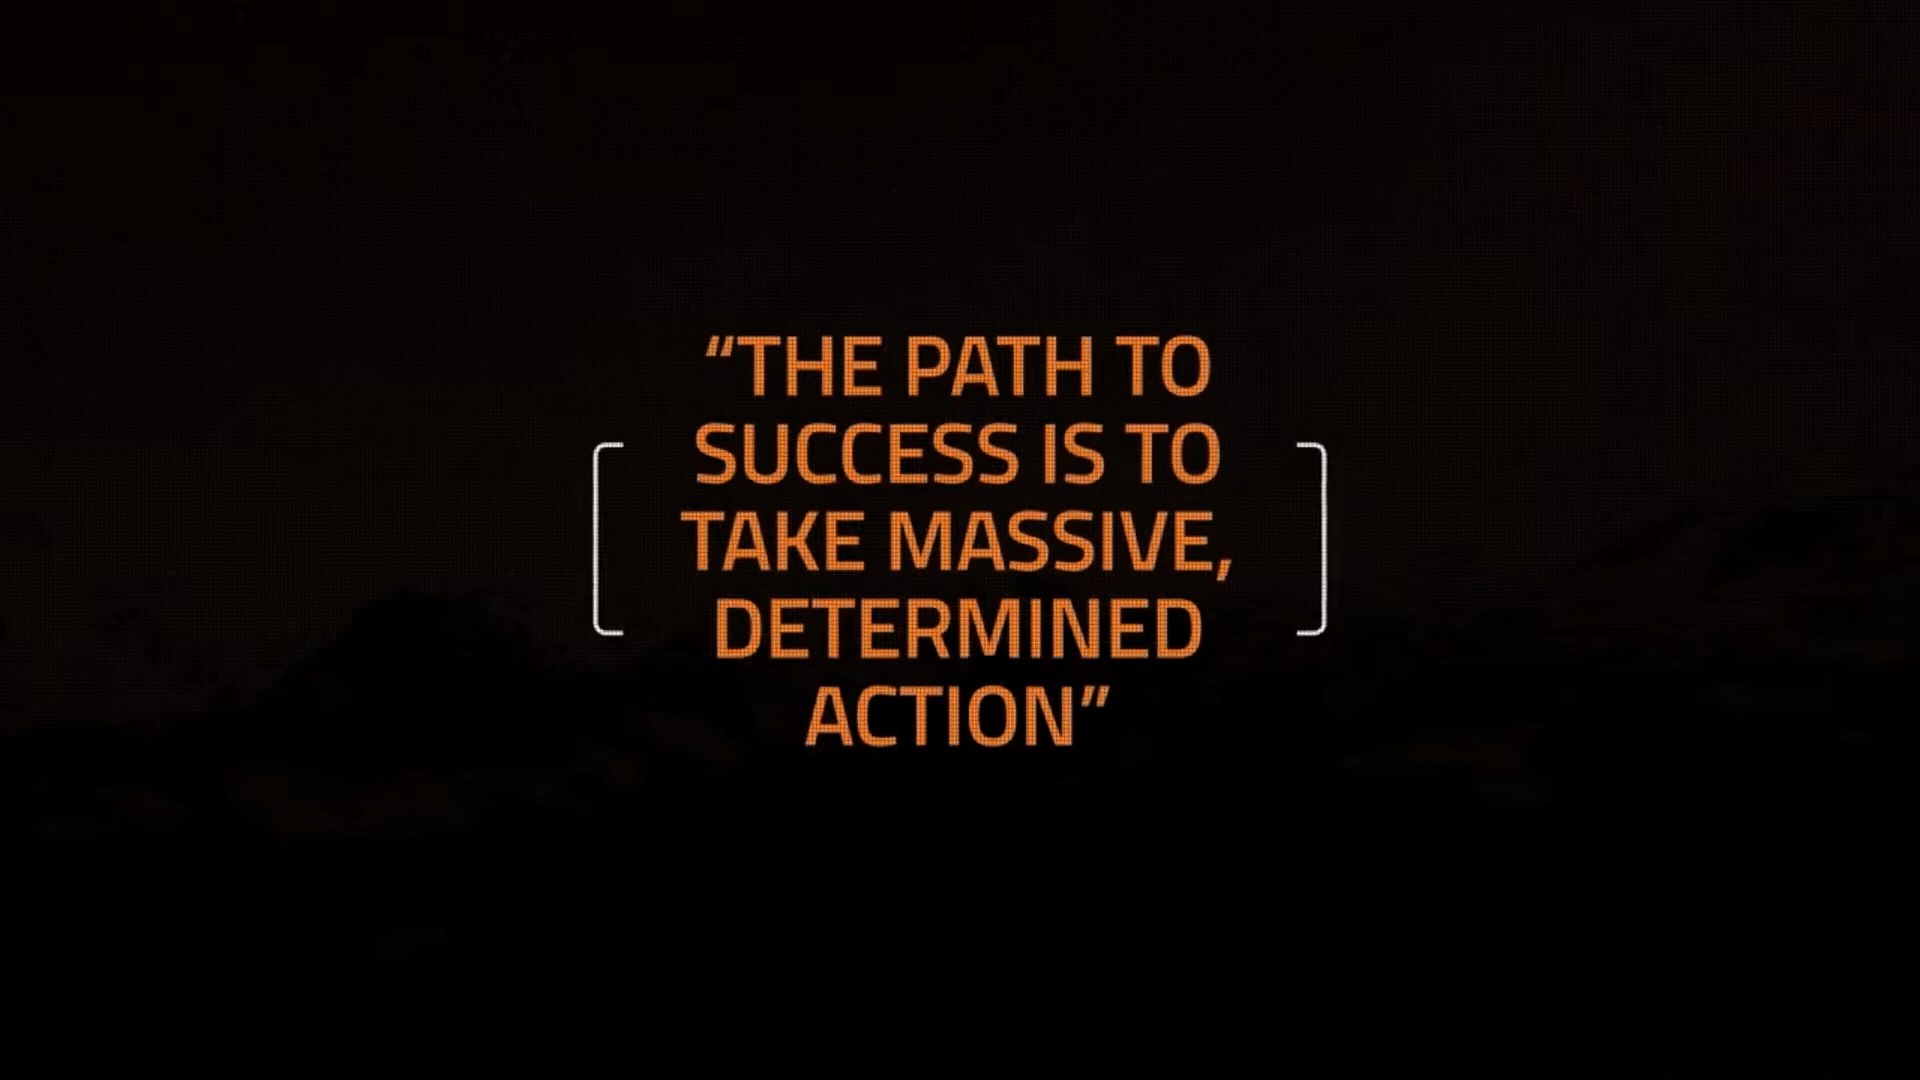 “THE PATH TO
SUCCESS IS TO
TAKE MASSIVE,
DETERMINED
ACTION”